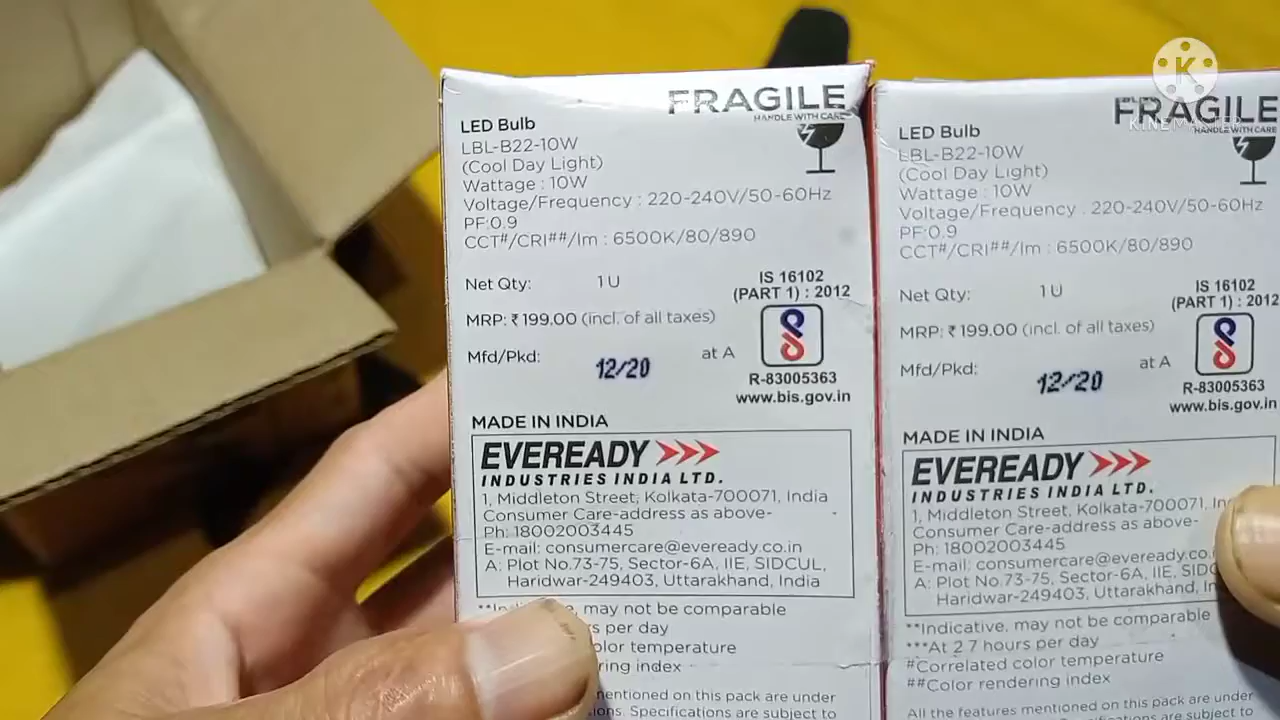 FRAGILE
HANDLE WITH CARE
LED Bulb
LBL-B22-10W
(Cool Day Light)
Wattage : 10W
Voltage/Frequency : 220-240V/50-60Hz
PF:0.9
CCT#/CRI##/lm : 6500K/80/890
Net Qty: 1 U
IS 16102
(PART 1) : 2012
MRP: ₹ 199.00 (incl. of all taxes)
Mfd/Pkd: 12/20 at A
R-83005363
www.bis.gov.in
MADE IN INDIA
EVEREADY
INDUSTRIES INDIA LTD.
1, Middleton Street, Kolkata-700071, India
Consumer Care-address as above-
Ph: 18002003445
E-mail: consumercare@eveready.co.in
A: Plot No.73-75, Sector-6A, IIE, SIDCUL,
Haridwar-249403, Uttarakhand, India
may not be comparable
per day
temperature
index
mentioned on this pack are under
Specifications are subject to
K
KINEMASTER
FRAGILE
HANDLE WITH CARE
LED Bulb
LBL-B22-10W
(Cool Day Light)
Wattage : 10W
Voltage/Frequency : 220-240V/50-60Hz
PF:0.9
CCT#/CRI##/lm : 6500K/80/890
Net Qty: 1 U
IS 16102
(PART 1) : 2012
MRP: ₹ 199.00 (incl. of all taxes)
Mfd/Pkd: 12/20 at A
R-83005363
www.bis.gov.in
MADE IN INDIA
EVEREADY
INDUSTRIES INDIA LTD.
1, Middleton Street, Kolkata-700071,
Consumer Care-address as above-
Ph: 18002003445
E-mail: consumercare@eveready.co.
A: Plot No.73-75, Sector-6A, IIE,
Haridwar-249403, Uttarakhand,
**Indicative, may not be comparable
***At 2.7 hours per day
#Correlated color temperature
##Color rendering index
All the features mentioned on this pack are under
Specifications are subject to